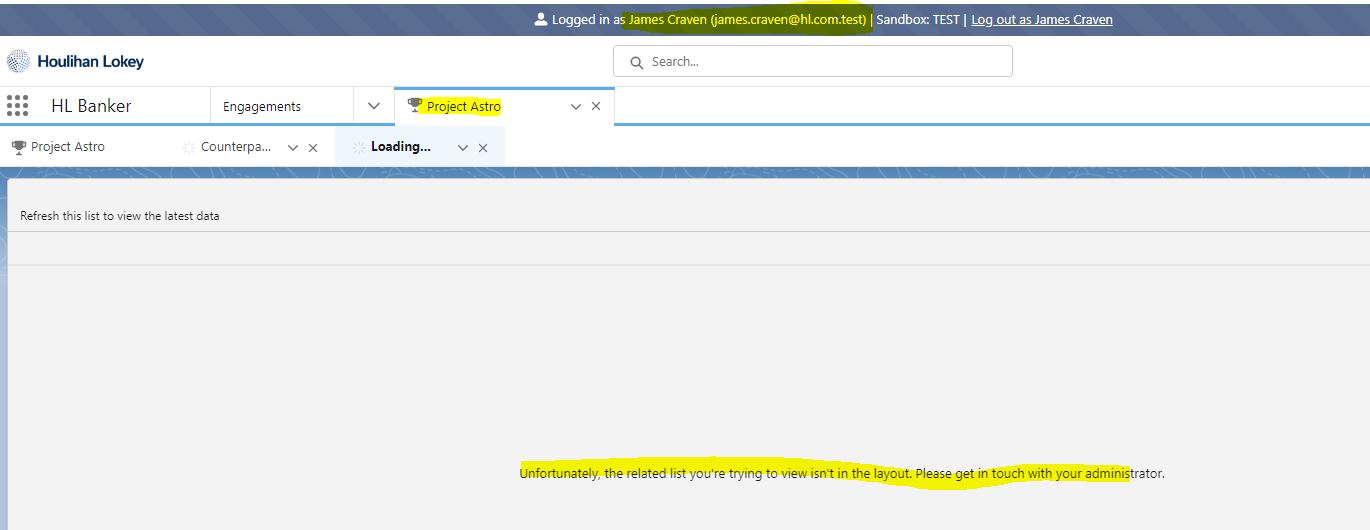 Logged in as James Craven (james.craven@hl.com.test) | Sandbox: TEST | Log out as James Craven
Houlihan Lokey
Search...
HL Banker
Engagements
Project Astro
Project Astro
Counterpa...
Loading...
Refresh this list to view the latest data
Unfortunately, the related list you're trying to view isn't in the layout. Please get in touch with your administrator.